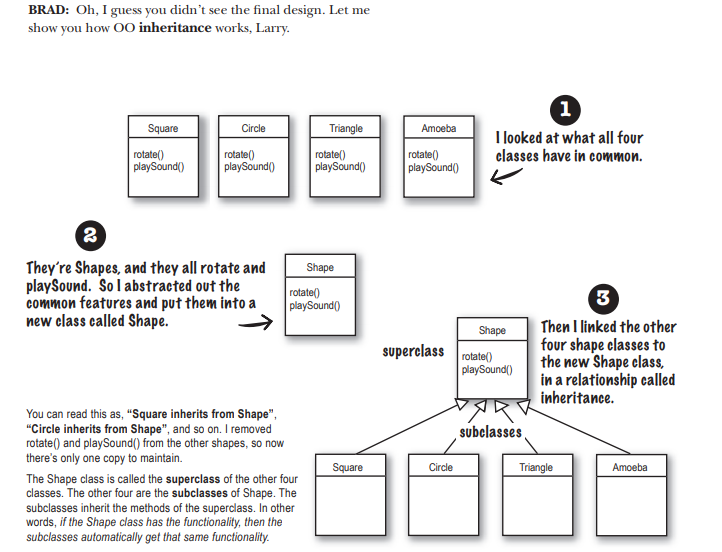 BRAD: Oh, I guess you didn't see the final design. Let me
show you how OO inheritance works, Larry.
1
I looked at what all four
classes have in common.
Square
rotate()
playSound()
Circle
rotate()
playSound()
Triangle
rotate()
playSound()
Amoeba
rotate()
playSound()
2
They're Shapes, and they all rotate and
playSound. So I abstracted out the
common features and put them into a
new class called Shape.
Shape
rotate()
playSound()
3
Then I linked the other
four shape classes to
the new Shape class,
in a relationship called
inheritance.
superclass
Shape
rotate()
playSound()
subclasses
Square
Circle
Triangle
Amoeba
You can read this as, “Square inherits from Shape”,
“Circle inherits from Shape”, and so on. I removed
rotate() and playSound() from the other shapes, so now
there's only one copy to maintain.
The Shape class is called the superclass of the other four
classes. The other four are the subclasses of Shape. The
subclasses inherit the methods of the superclass. In other
words, if the Shape class has the functionality, then the
subclasses automatically get that same functionality.